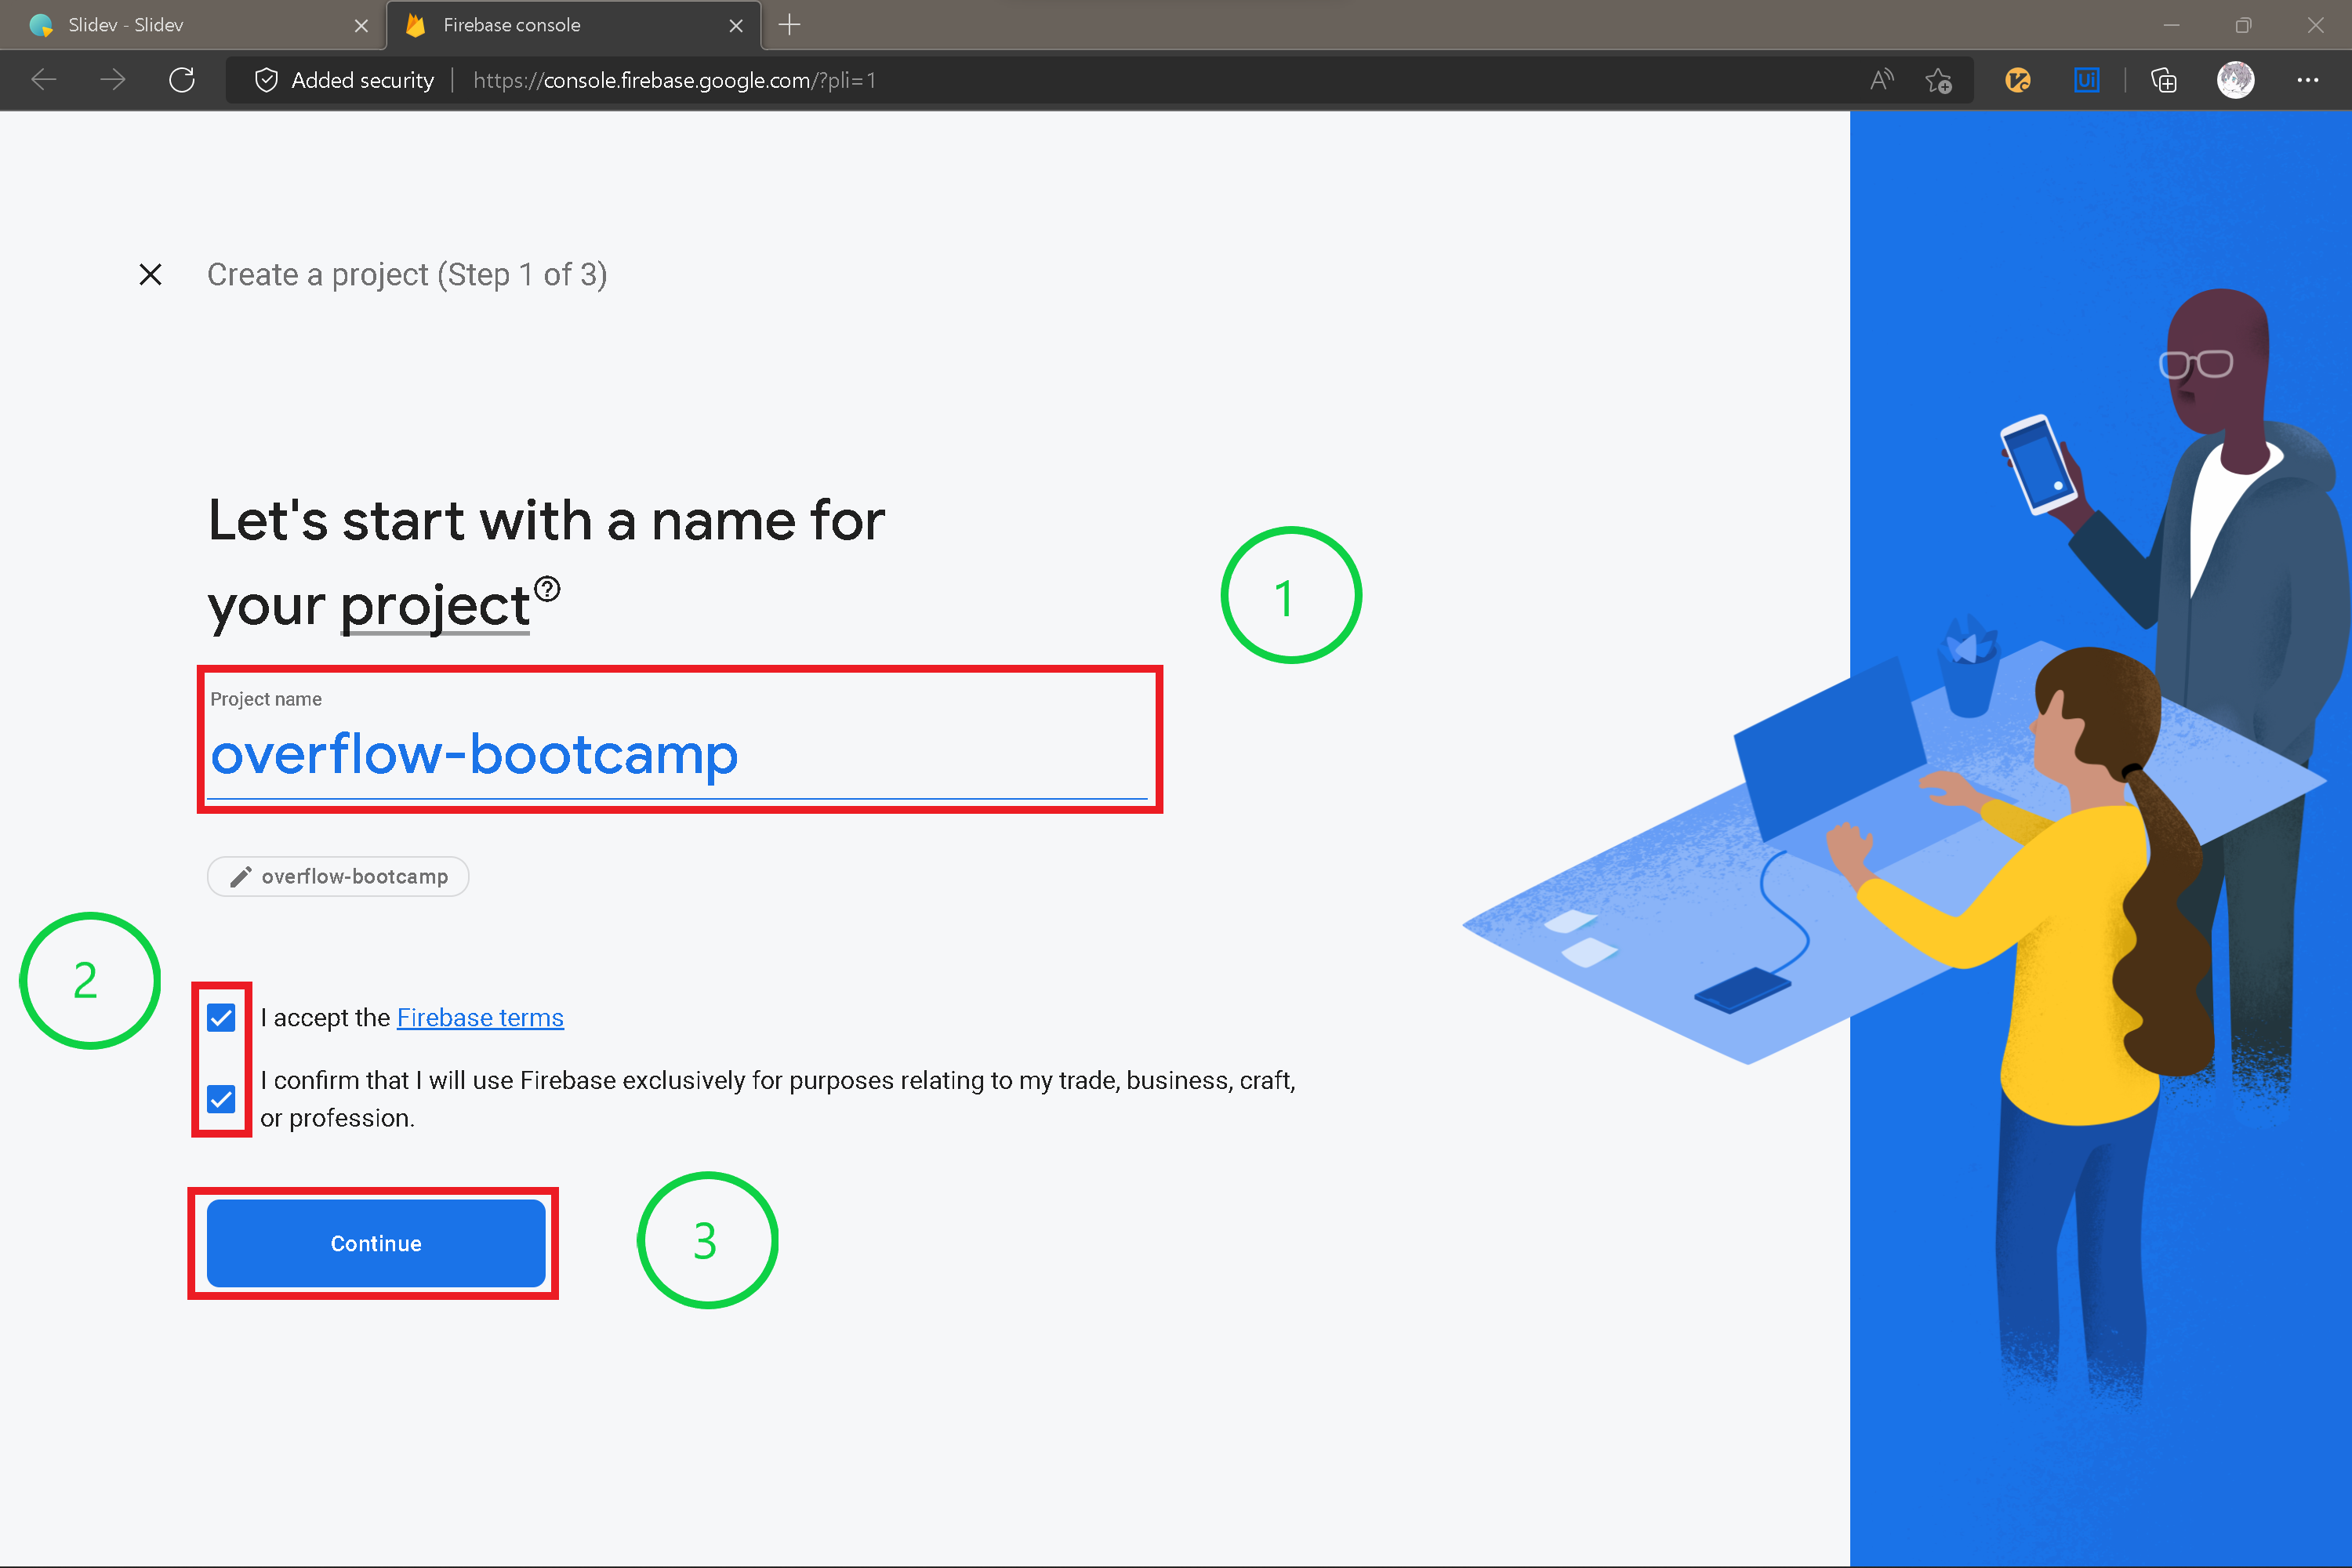 Slidev - Slidev
Firebase console
Added security
https://console.firebase.google.com/?pli=1
Create a project (Step 1 of 3)
Let's start with a name for
your project
1
Project name
overflow-bootcamp
overflow-bootcamp
2
I accept the Firebase terms
I confirm that I will use Firebase exclusively for purposes relating to my trade, business, craft,
or profession.
Continue
3